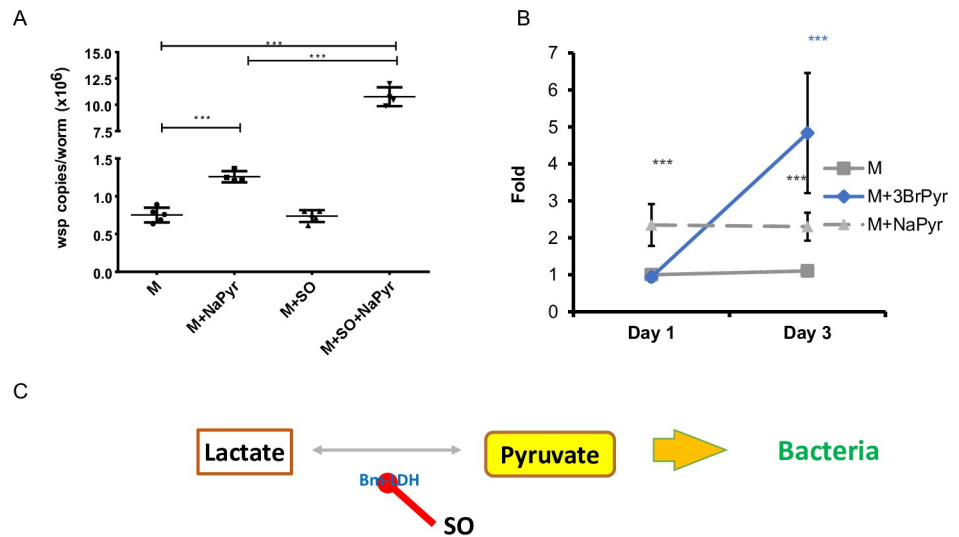 A
wsp copies/worm (x10⁶)
15.0
12.5
10.0
7.5
1.5
1.0
0.5
0.0
***
***
***
M
M+NaPyr
M+SO
M+SO+NaPyr
B
Fold
7
6
5
4
3
2
1
0
***
***
***
Day 1
Day 3
M
M+3BrPyr
M+NaPyr
C
Lactate
Pyruvate
Bacteria
Bm-LDH
SO